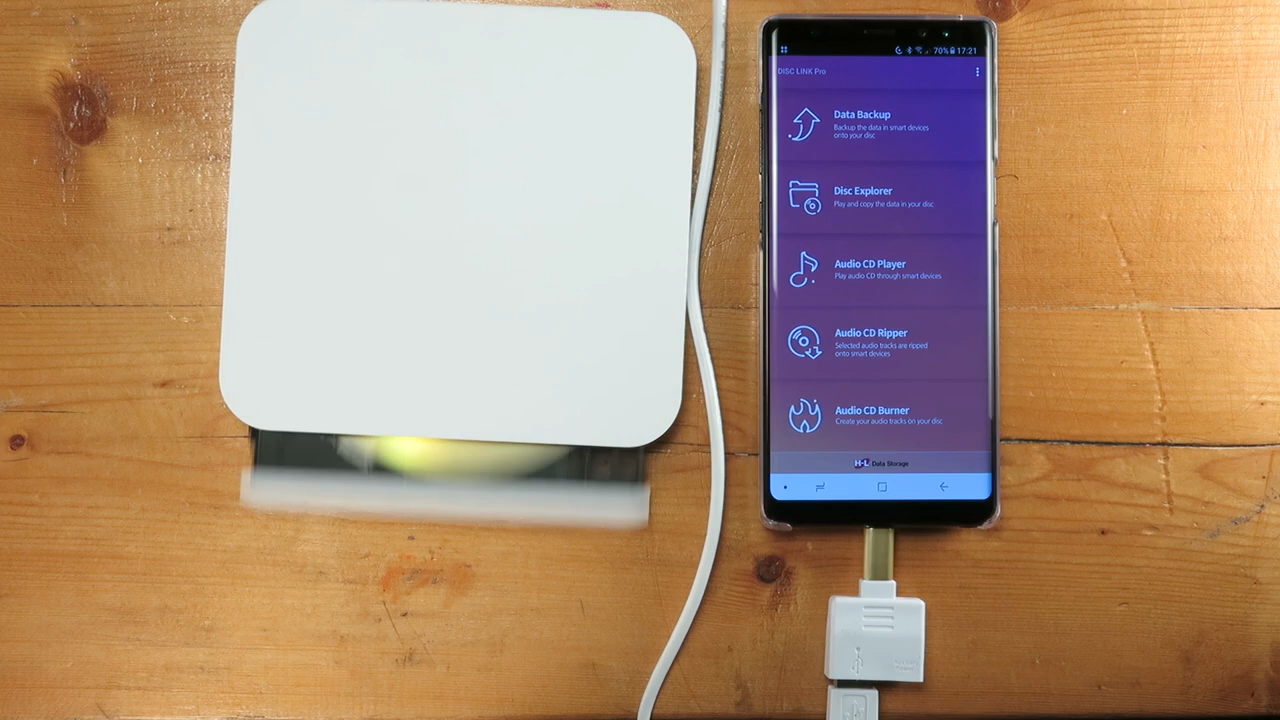 70% 17:21
DISC LINK Pro
Data Backup
Backup the data in smart devices
onto your disc
Disc Explorer
Play and copy the data in your disc
Audio CD Player
Play audio CD through smart devices
Audio CD Ripper
Selected audio tracks are ripped
onto smart devices
Audio CD Burner
Create your audio tracks on your disc
H·L Data Storage